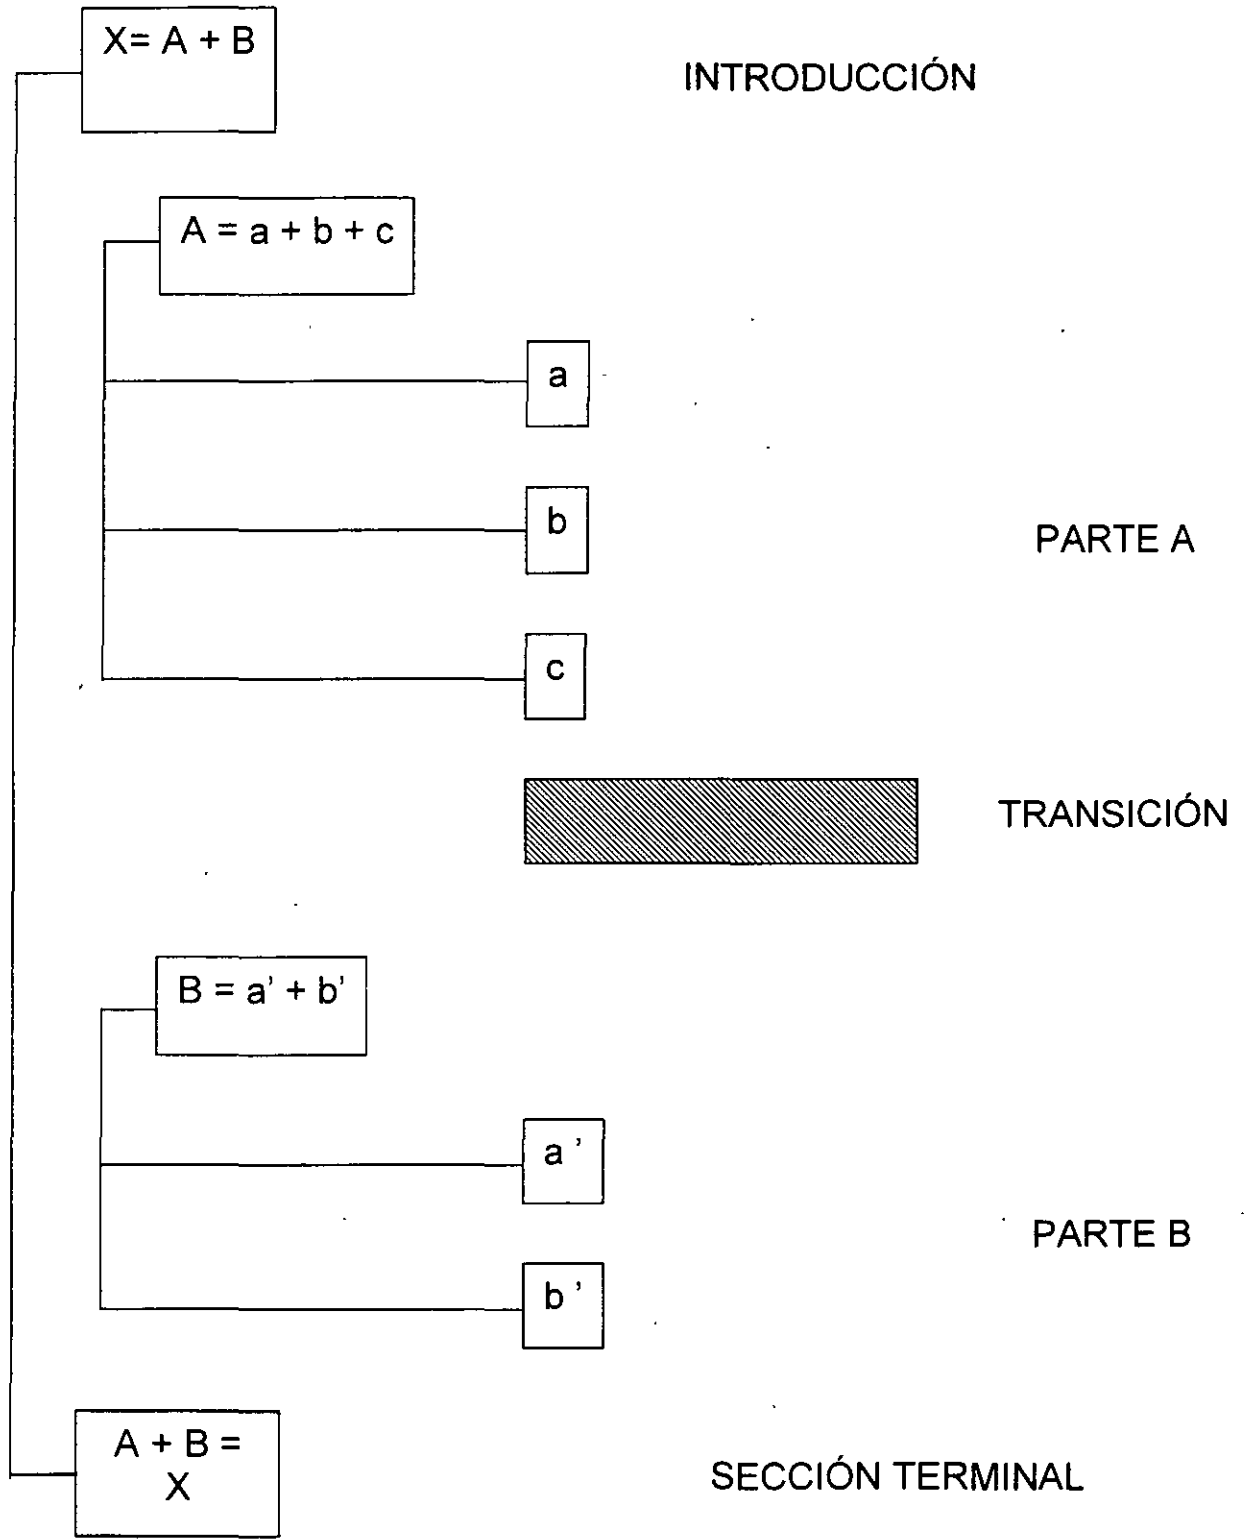 X= A + B
INTRODUCCIÓN
A = a + b + c
a
b
PARTE A
c
TRANSICIÓN
B = a’ + b’
a ’
PARTE B
b ’
A + B =
X
SECCIÓN TERMINAL